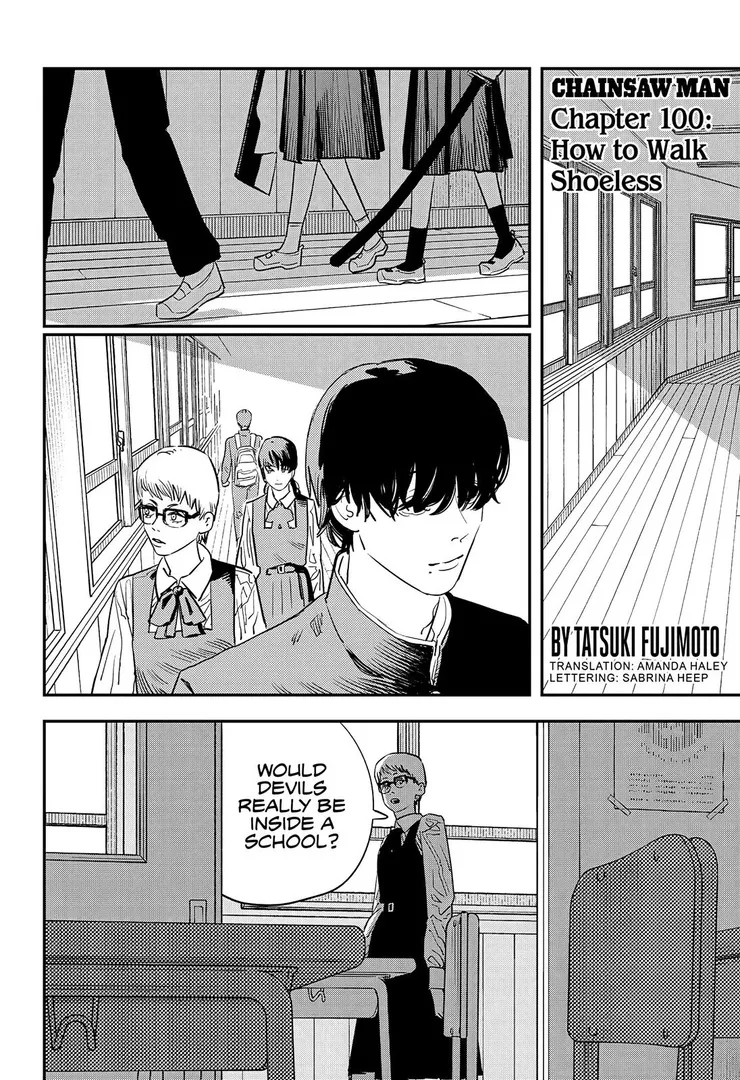 CHAINSAW MAN
Chapter 100:
How to Walk
Shoeless
BY TATSUKI FUJIMOTO
TRANSLATION: AMANDA HALEY
LETTERING: SABRINA HEEP
WOULD
DEVILS
REALLY BE
INSIDE A
SCHOOL?